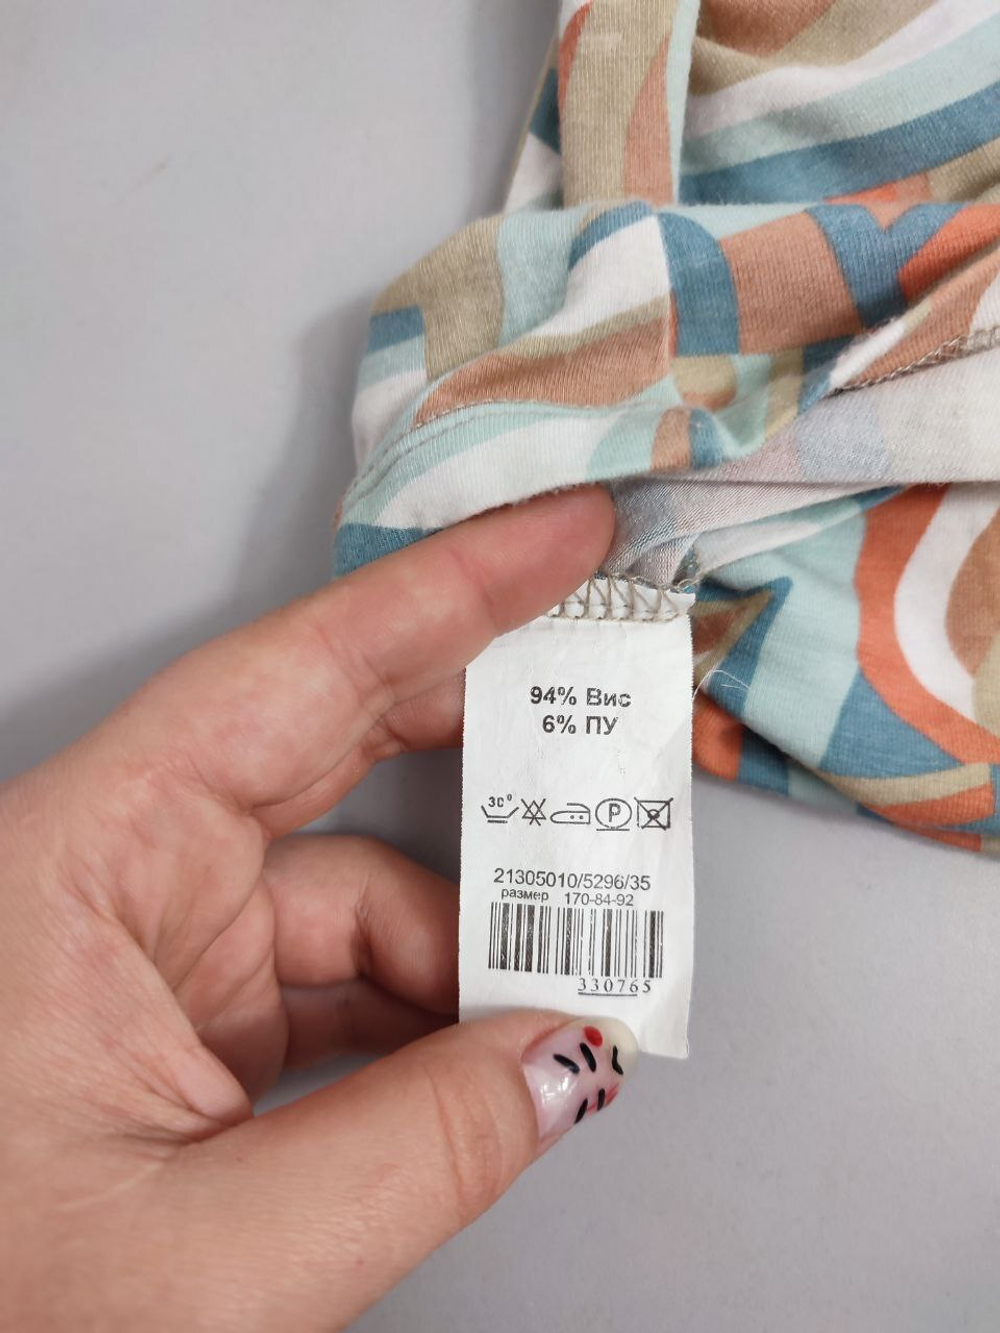 94% Вис
6% ПУ
30°
P
21305010/5296/35
размер 170-84-92
330765